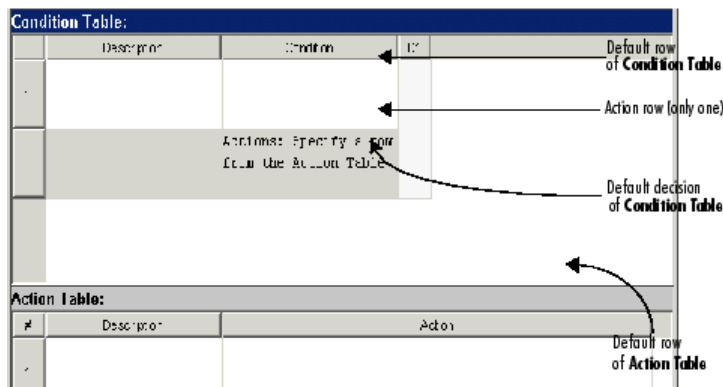 Condition Table:
Description Condition D1
Default row
of Condition Table
Action row (only one)
Actions: Specify a row
from the Action Table
Default decision
of Condition Table
Action Table:
# Description Action
Default row
of Action Table